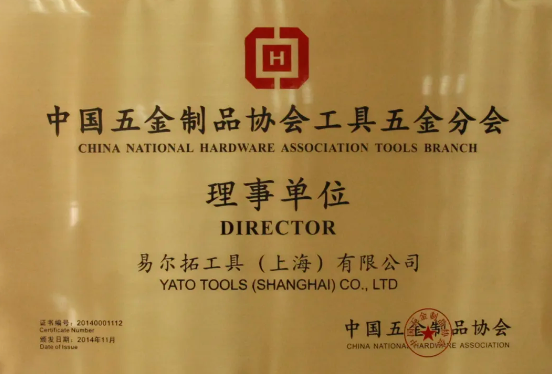 H
中国五金制品协会工具五金分会
CHINA NATIONAL HARDWARE ASSOCIATION TOOLS BRANCH
理事单位
DIRECTOR
易尔拓工具（上海）有限公司
YATO TOOLS (SHANGHAI) CO., LTD
证书编号：20140001112
Certificate Number
颁发日期：2014年11月
Date of Issue
中国五金制品协会
CHINA NATIONAL HARDWARE ASSOCIATION